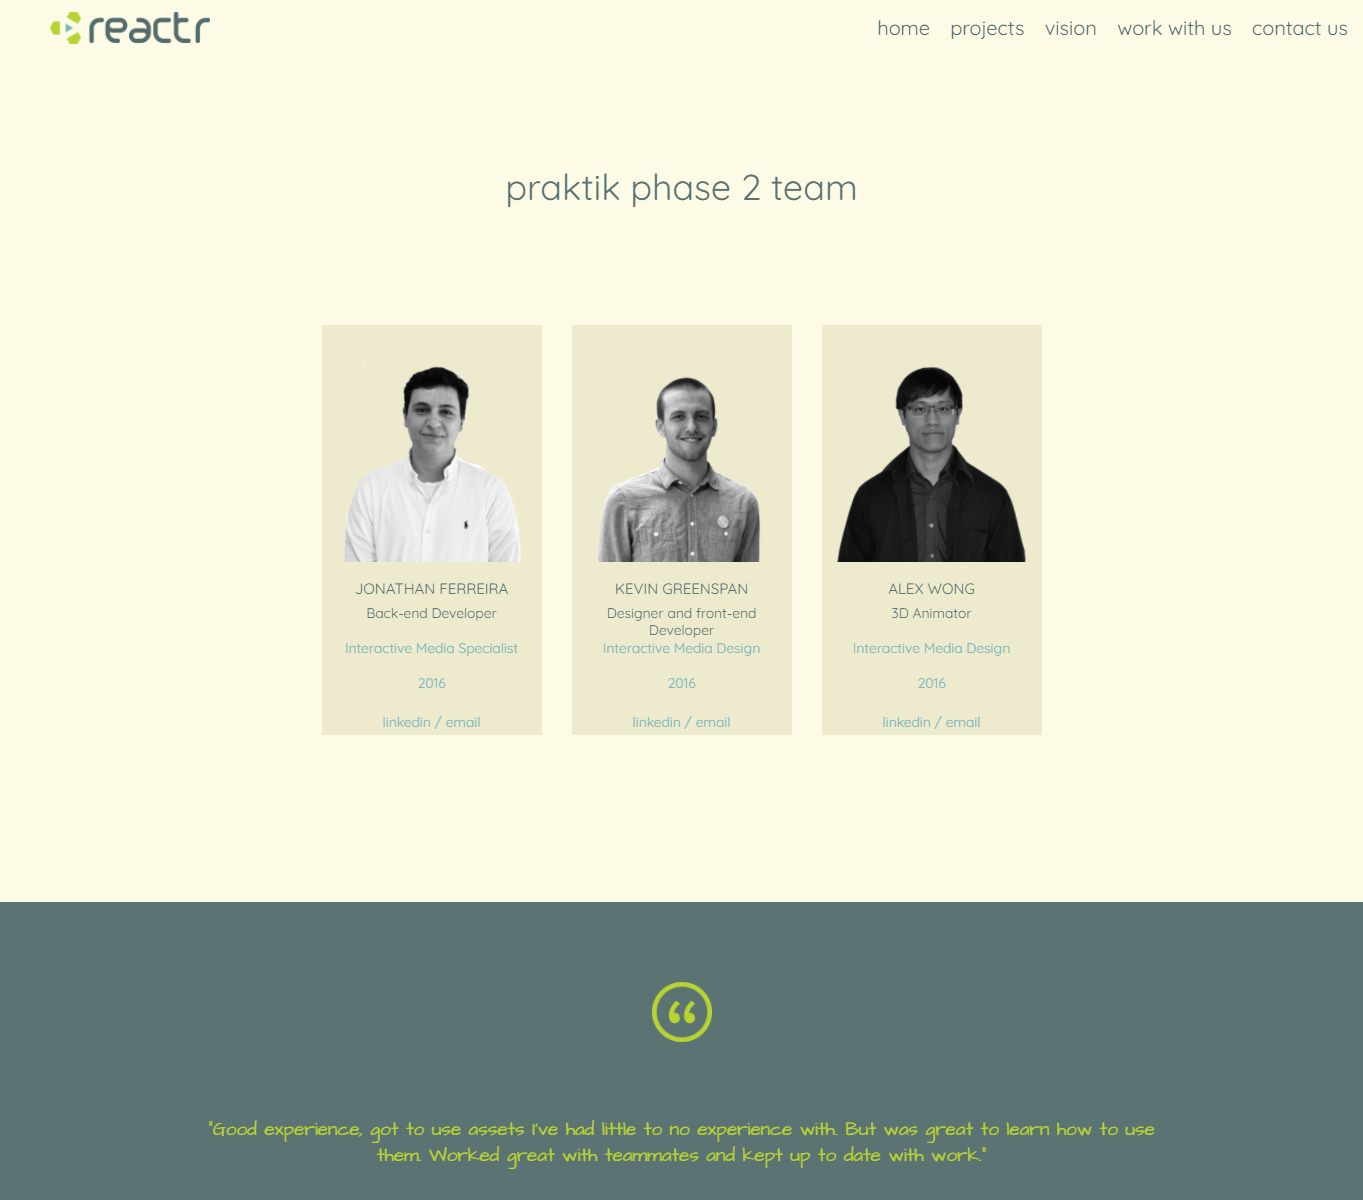 reactr
home projects vision work with us contact us
praktik phase 2 team
JONATHAN FERREIRA
Back-end Developer
Interactive Media Specialist
2016
linkedin / email
KEVIN GREENSPAN
Designer and front-end
Developer
Interactive Media Design
2016
linkedin / email
ALEX WONG
3D Animator
Interactive Media Design
2016
linkedin / email
“
"Good experience, got to use assets I've had little to no experience with. But was great to learn how to use
them. Worked great with teammates and kept up to date with work."